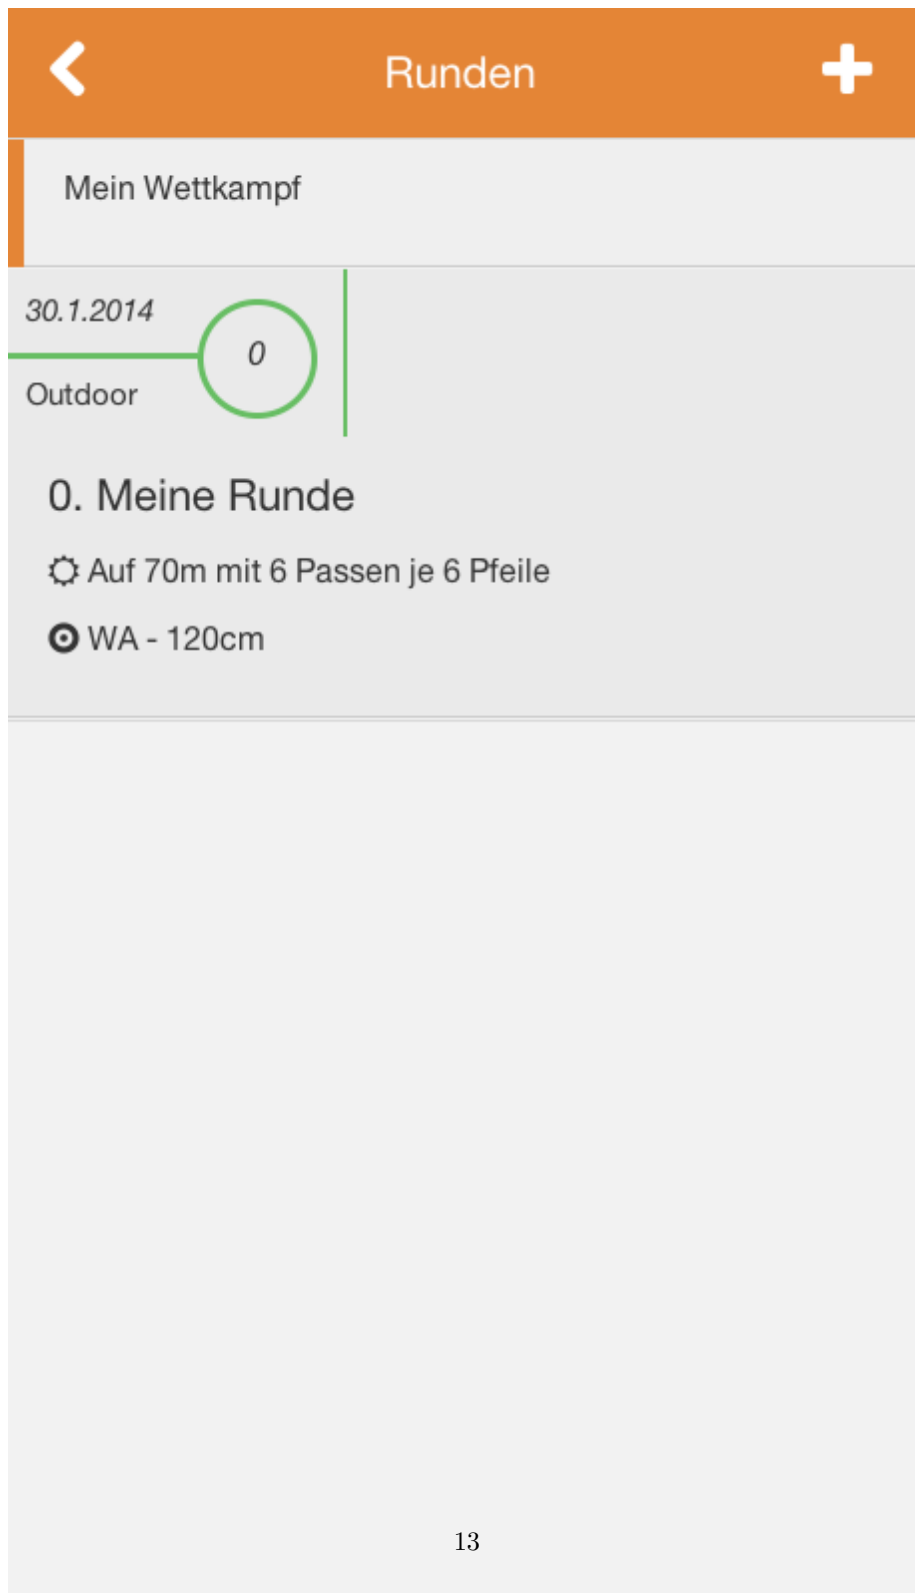 Runden
Mein Wettkampf
30.1.2014
0
Outdoor
0. Meine Runde
Auf 70m mit 6 Passen je 6 Pfeile
WA - 120cm
13